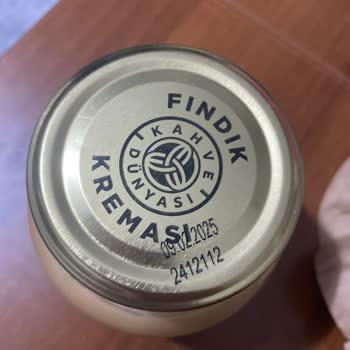 FINDIK
KREMASI
KAHVE
DÜNYASI
09.02.2025
2412112